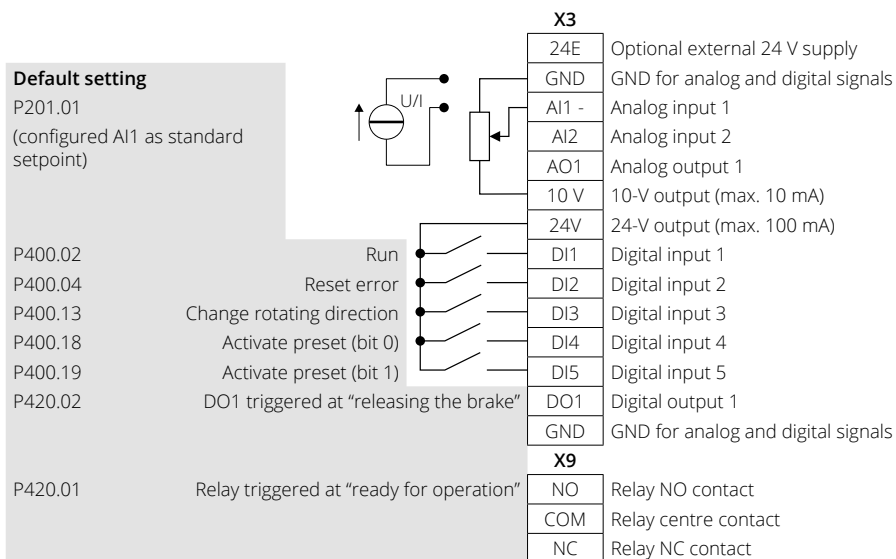 X3
24E Optional external 24 V supply
Default setting GND GND for analog and digital signals
P201.01 U/I AI1 - Analog input 1
(configured AI1 as standard AI2 Analog input 2
setpoint)
AO1 Analog output 1
10 V 10-V output (max. 10 mA)
24V 24-V output (max. 100 mA)
P400.02 Run DI1 Digital input 1
P400.04 Reset error DI2 Digital input 2
P400.13 Change rotating direction DI3 Digital input 3
P400.18 Activate preset (bit 0) DI4 Digital input 4
P400.19 Activate preset (bit 1) DI5 Digital input 5
P420.02 DO1 triggered at “releasing the brake” DO1 Digital output 1
GND GND for analog and digital signals
X9
P420.01 Relay triggered at “ready for operation” NO Relay NO contact
COM Relay centre contact
NC Relay NC contact